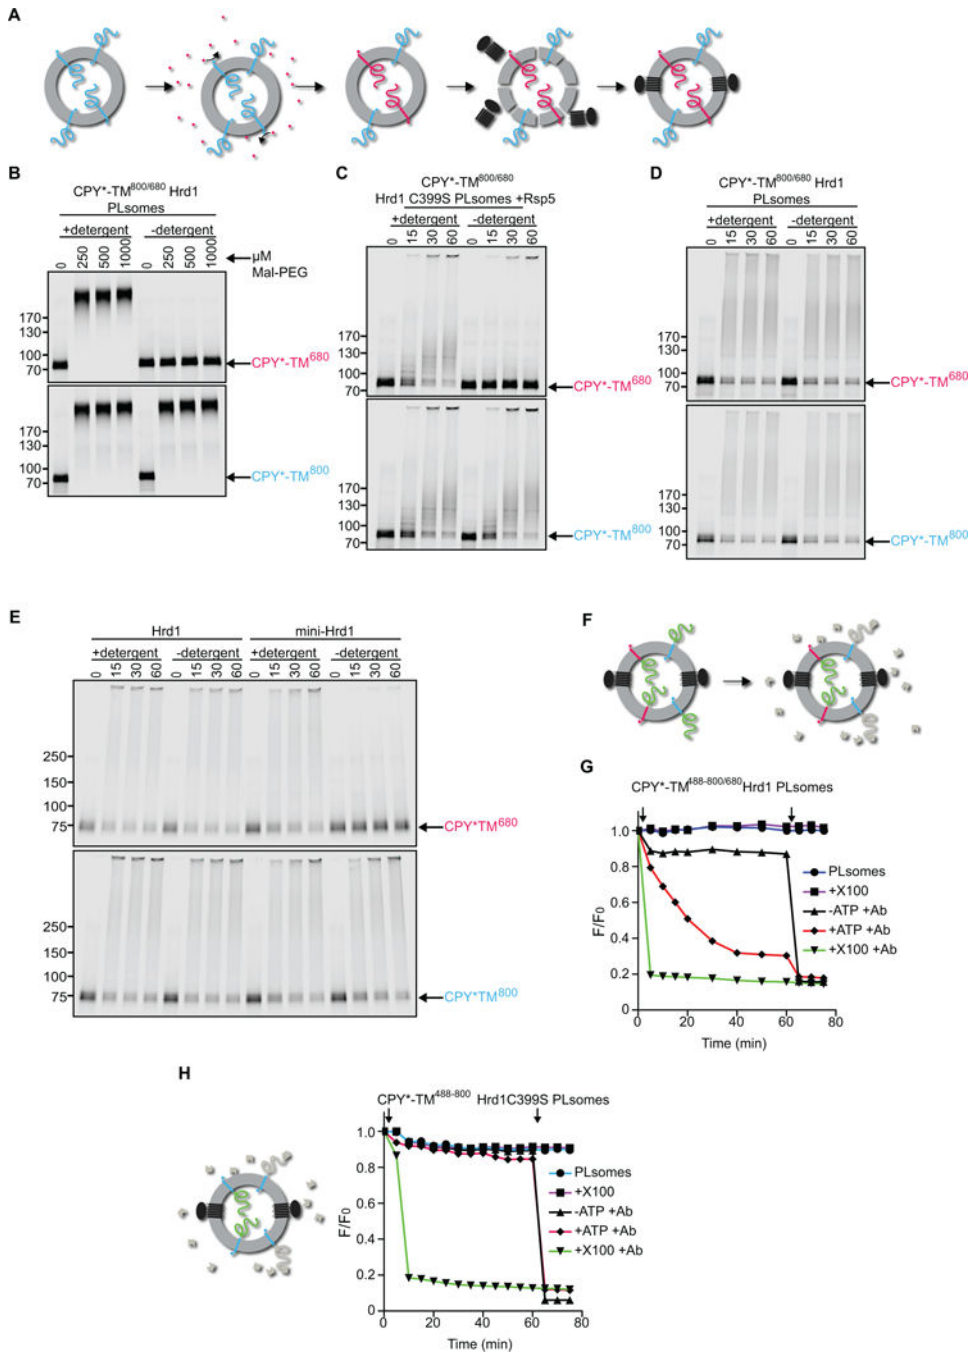 A
B
CPY*-TM800/680 Hrd1
PLsomes
+detergent -detergent
0 250 500 1000 0 250 500 1000
µM
Mal-PEG
170
130
100
70
CPY*-TM680
170
130
100
70
CPY*-TM800
C
CPY*-TM800/680
Hrd1 C399S PLsomes +Rsp5
+detergent -detergent
0 15 30 60 0 15 30 60
170
130
100
70
CPY*-TM680
170
130
100
70
CPY*-TM800
D
CPY*-TM800/680 Hrd1
PLsomes
+detergent -detergent
0 15 30 60 0 15 30 60
170
130
100
70
CPY*-TM680
170
130
100
70
CPY*-TM800
E
Hrd1 mini-Hrd1
+detergent -detergent +detergent -detergent
0 15 30 60 0 15 30 60 0 15 30 60 0 15 30 60
250
150
100
75
CPY*TM680
250
150
100
75
CPY*TM800
F
G
CPY*-TM488-800/680Hrd1 PLsomes
1.0
0.8
0.6
0.4
0.2
0
F/F0
0 20 40 60 80
Time (min)
PLsomes
+X100
-ATP +Ab
+ATP +Ab
+X100 +Ab
H
CPY*-TM488-800 Hrd1C399S PLsomes
1.0
0.8
0.6
0.4
0.2
0
F/F0
0 20 40 60 80
Time (min)
PLsomes
+X100
-ATP +Ab
+ATP +Ab
+X100 +Ab